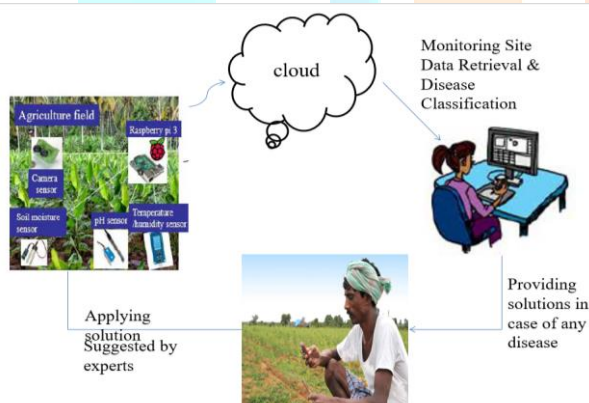 cloud
Monitoring Site
Data Retrieval &
Disease
Classification
Agriculture field
Raspberry pi 3
Camera
sensor
Soil moisture
sensor
pH sensor
Temperature
/humidity sensor
Providing
solutions in
case of any
disease
Applying
solution
Suggested by
experts